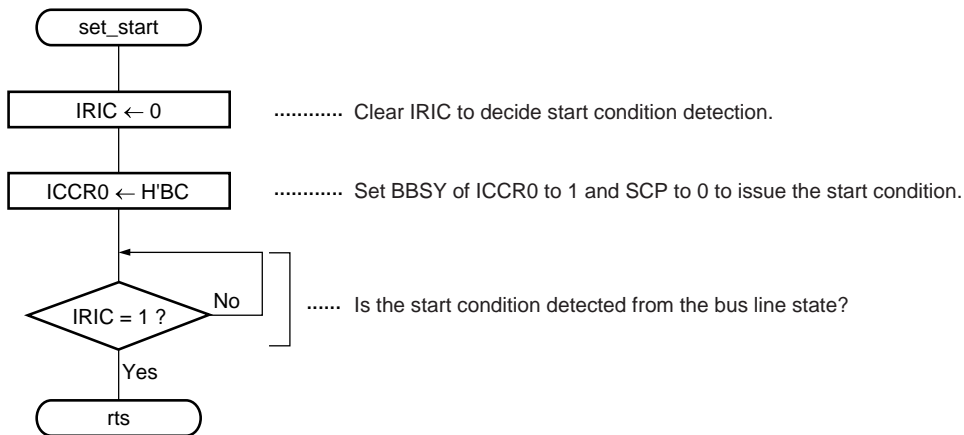 set_start
IRIC ← 0
............ Clear IRIC to decide start condition detection.
ICCR0 ← H'BC
............ Set BBSY of ICCR0 to 1 and SCP to 0 to issue the start condition.
No
IRIC = 1 ?
...... Is the start condition detected from the bus line state?
Yes
rts